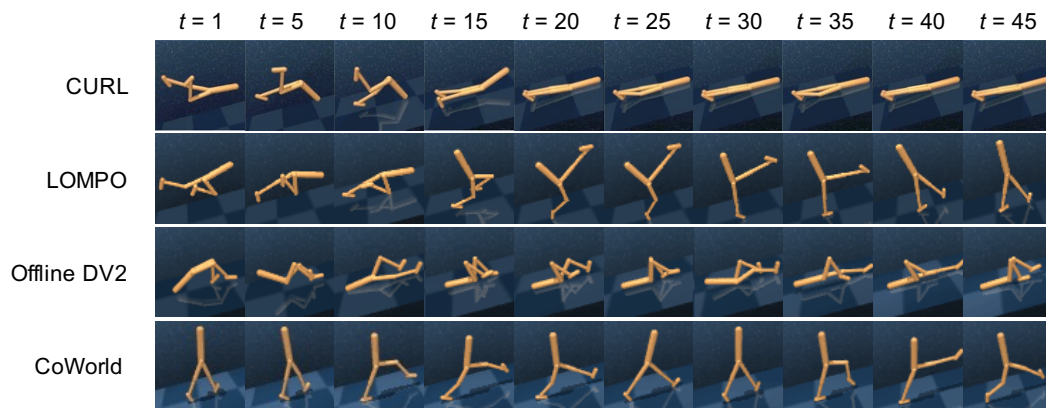 t = 1 t = 5 t = 10 t = 15 t = 20 t = 25 t = 30 t = 35 t = 40 t = 45
CURL
LOMPO
Offline DV2
CoWorld